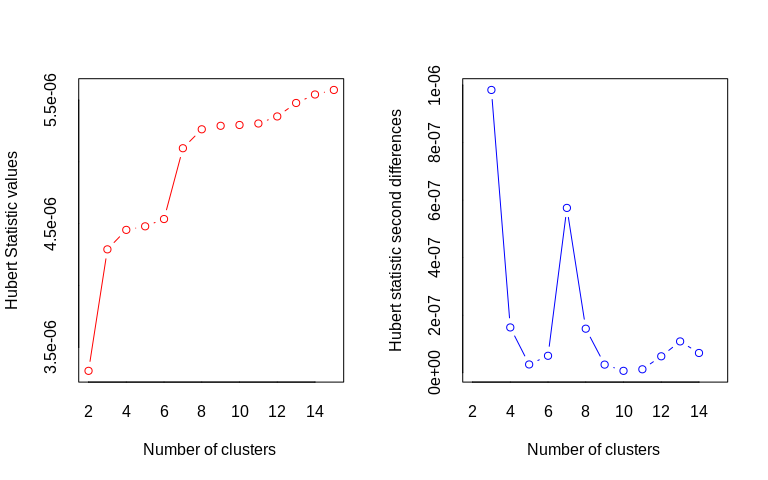 Hubert Statistic values
5.5e-06
4.5e-06
3.5e-06
2 4 6 8 10 12 14
Number of clusters
Hubert statistic second differences
1e-06
8e-07
6e-07
4e-07
2e-07
0e+00
2 4 6 8 10 12 14
Number of clusters